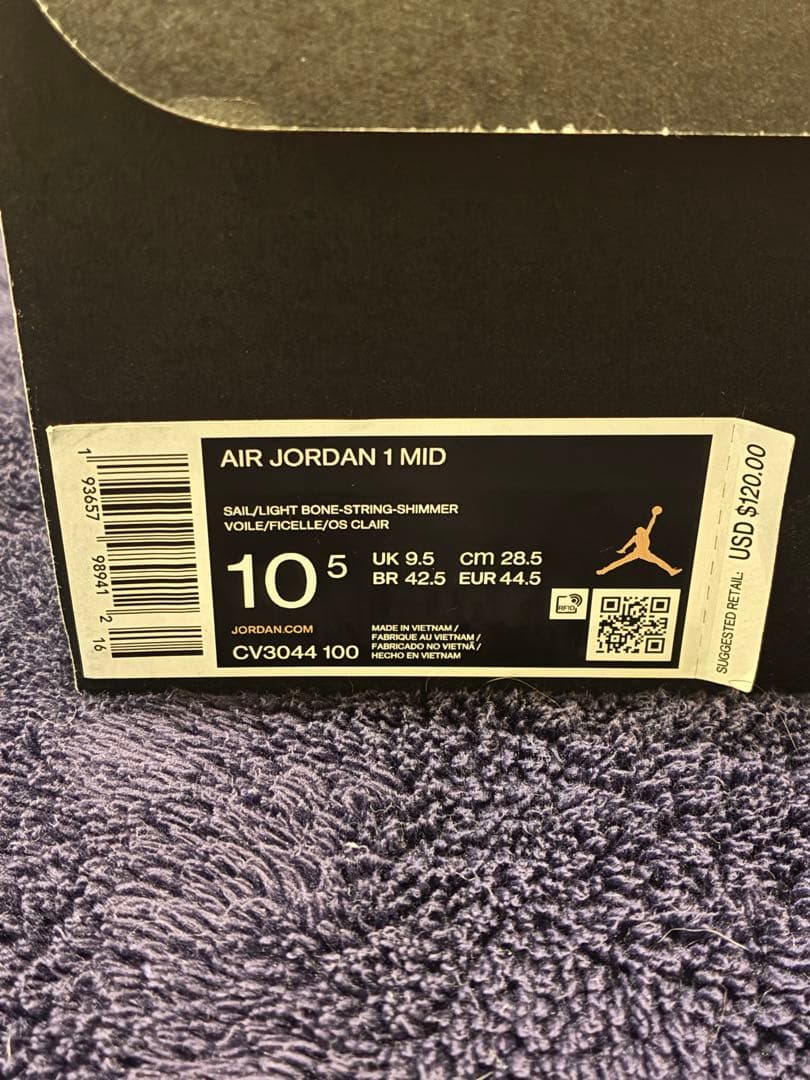 AIR JORDAN 1 MID
SAIL/LIGHT BONE-STRING-SHIMMER
VOILE/FICELLE/OS CLAIR
10 5
UK 9.5 cm 28.5
BR 42.5 EUR 44.5
JORDAN.COM
CV3044 100
MADE IN VIETNAM /
FABRIQUE AU VIETNAM /
FABRICADO NO VIETNÃ /
HECHO EN VIETNAM
RFID
1 93657 98941 2 16
SUGGESTED RETAIL: USD $120.00